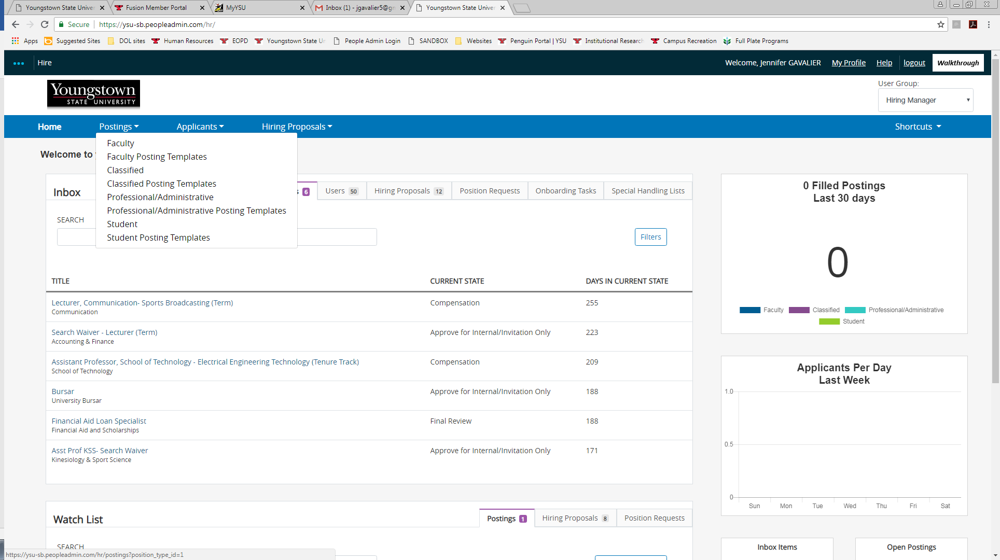 Youngstown State Univer
Fusion Member Portal
MyYSU
Inbox (1) - jgavalier5@gm
Youngstown State Univer
Secure
https://ysu-sb.peopleadmin.com/hr/
Apps
Suggested Sites
DOL sites
Human Resources
EOPD
Youngstown State Un
People Admin Login
SANDBOX
Websites
Penguin Portal | YSU
Institutional Research
Campus Recreation
Full Plate Programs
Hire
Welcome, Jennifer GAVALIER
My Profile
Help
logout
Walkthrough
Youngstown
STATE UNIVERSITY
User Group:
Hiring Manager
Home
Postings
Applicants
Hiring Proposals
Shortcuts
Faculty
Faculty Posting Templates
Classified
Classified Posting Templates
Professional/Administrative
Professional/Administrative Posting Templates
Student
Student Posting Templates
Welcome to
Inbox
s 6
Users 50
Hiring Proposals 12
Position Requests
Onboarding Tasks
Special Handling Lists
SEARCH
Filters
TITLE
CURRENT STATE
DAYS IN CURRENT STATE
Lecturer, Communication- Sports Broadcasting (Term)
Communication
Compensation
255
Search Waiver - Lecturer (Term)
Accounting & Finance
Approve for Internal/Invitation Only
223
Assistant Professor, School of Technology - Electrical Engineering Technology (Tenure Track)
School of Technology
Compensation
209
Bursar
University Bursar
Approve for Internal/Invitation Only
188
Financial Aid Loan Specialist
Financial Aid and Scholarships
Final Review
188
Asst Prof KSS- Search Waiver
Kinesiology & Sport Science
Approve for Internal/Invitation Only
171
0 Filled Postings
Last 30 days
0
Faculty
Classified
Professional/Administrative
Student
Applicants Per Day
Last Week
1.0
0.5
0
Sun
Mon
Tue
Wed
Thu
Fri
Sat
Watch List
Postings 1
Hiring Proposals 8
Position Requests
SEARCH
Inbox Items
Open Postings
https://ysu-sb.peopleadmin.com/hr/postings?position_type_id=1